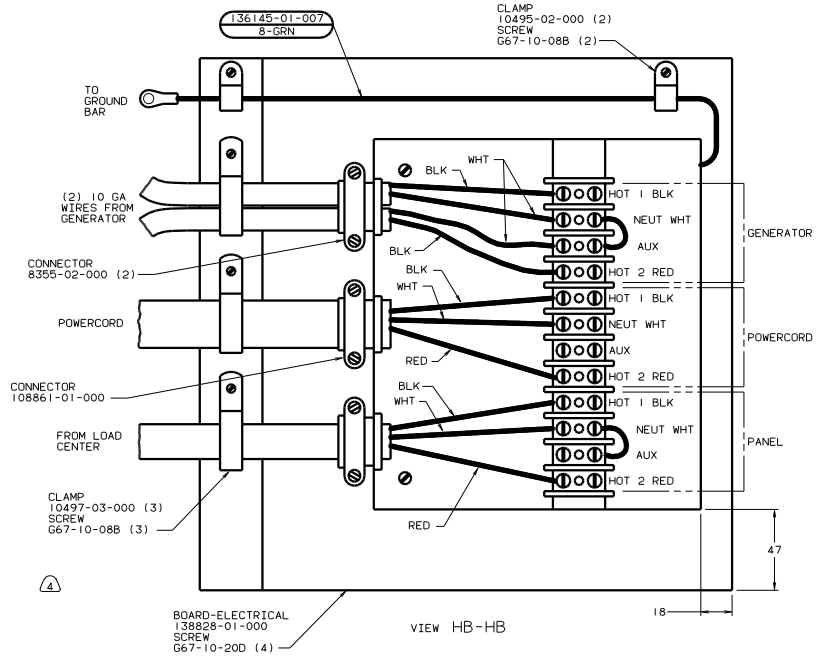 136145-01-007
8-GRN
CLAMP
10495-02-000 (2)
SCREW
G67-10-08B (2)
TO
GROUND
BAR
WHT
BLK
HOT 1 BLK
(2) 10 GA
WIRES FROM
GENERATOR
NEUT WHT
GENERATOR
AUX
BLK
CONNECTOR
8355-02-000 (2)
HOT 2 RED
BLK
WHT
HOT 1 BLK
POWERCORD
NEUT WHT
POWERCORD
AUX
RED
HOT 2 RED
CONNECTOR
108861-01-000
BLK
WHT
HOT 1 BLK
FROM LOAD
CENTER
NEUT WHT
PANEL
AUX
HOT 2 RED
CLAMP
10497-03-000 (3)
SCREW
G67-10-08B (3)
RED
47
4
18
BOARD-ELECTRICAL
138828-01-000
SCREW
G67-10-20D (4)
VIEW HB-HB